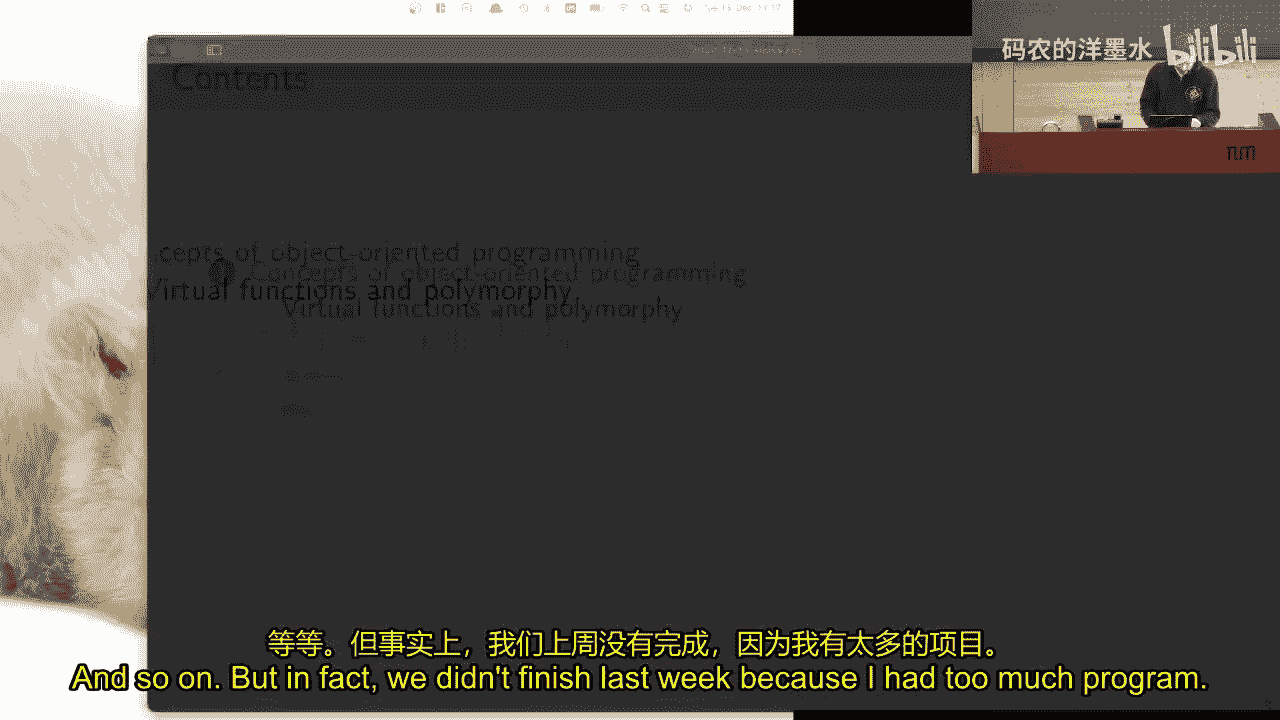 Contents
码农的洋墨水 bilibili
cepts of object-oriented programming
Concepts of object-oriented programming
Virtual functions and polymorphy
Virtual functions and polymorphy
等等。但事实上，我们上周没有完成，因为我有太多的项目。
And so on. But in fact, we didn't finish last week because I had too much program.